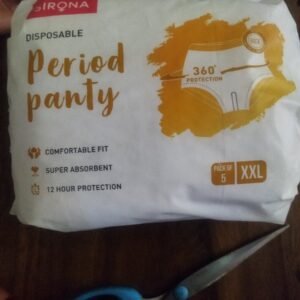 SIRONA
DISPOSABLE
Period
panty
360°
PROTECTION
COMFORTABLE FIT
SUPER ABSORBENT
12 HOUR PROTECTION
PACK OF
5
XXL